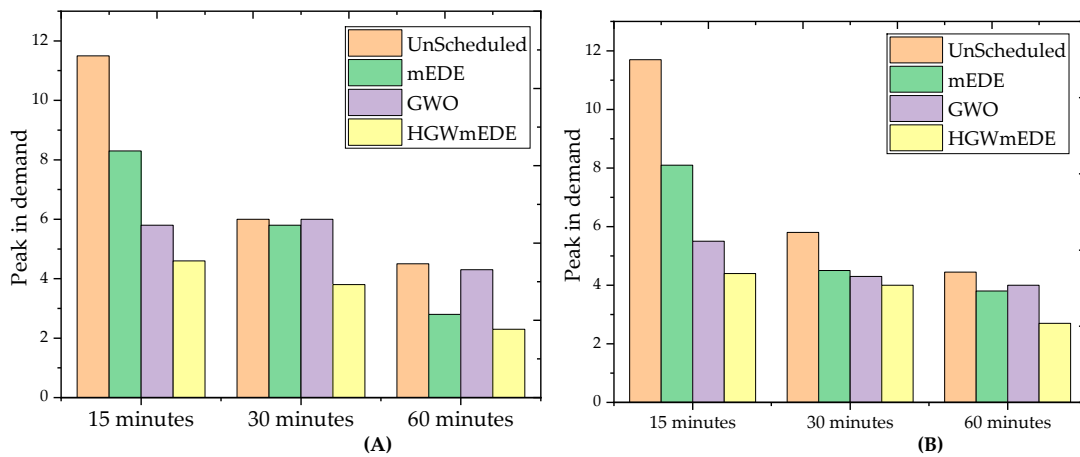 Peak in demand
12
10
8
6
4
2
0
UnScheduled
mEDE
GWO
HGWmEDE
15 minutes 30 minutes 60 minutes
(A)
Peak in demand
12
10
8
6
4
2
0
UnScheduled
mEDE
GWO
HGWmEDE
15 minutes 30 minutes 60 minutes
(B)